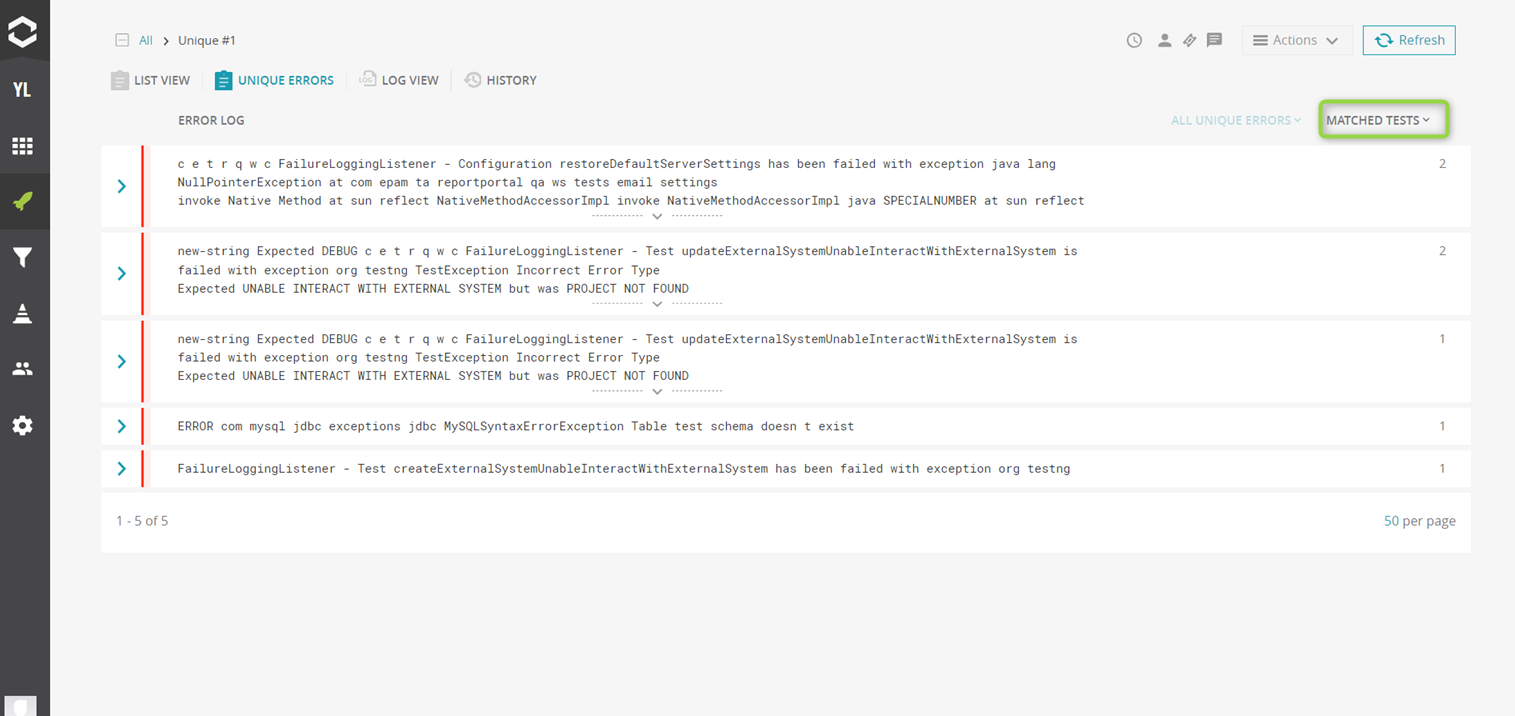 All Unique #1
Actions
Refresh
YL
LIST VIEW
UNIQUE ERRORS
LOG
LOG VIEW
HISTORY
ERROR LOG
ALL UNIQUE ERRORS
MATCHED TESTS
c e t r q w c FailureLoggingListener - Configuration restoreDefaultServerSettings has been failed with exception java lang
NullPointerException at com epam ta reportportal qa ws tests email settings
invoke Native Method at sun reflect NativeMethodAccessorImpl invoke NativeMethodAccessorImpl java SPECIALNUMBER at sun reflect
2
new-string Expected DEBUG c e t r q w c FailureLoggingListener - Test updateExternalSystemUnableInteractWithExternalSystem is
failed with exception org testng TestException Incorrect Error Type
Expected UNABLE INTERACT WITH EXTERNAL SYSTEM but was PROJECT NOT FOUND
2
new-string Expected DEBUG c e t r q w c FailureLoggingListener - Test updateExternalSystemUnableInteractWithExternalSystem is
failed with exception org testng TestException Incorrect Error Type
Expected UNABLE INTERACT WITH EXTERNAL SYSTEM but was PROJECT NOT FOUND
1
ERROR com mysql jdbc exceptions jdbc MySQLSyntaxErrorException Table test schema doesn t exist
1
FailureLoggingListener - Test createExternalSystemUnableInteractWithExternalSystem has been failed with exception org testng
1
1 - 5 of 5
50 per page